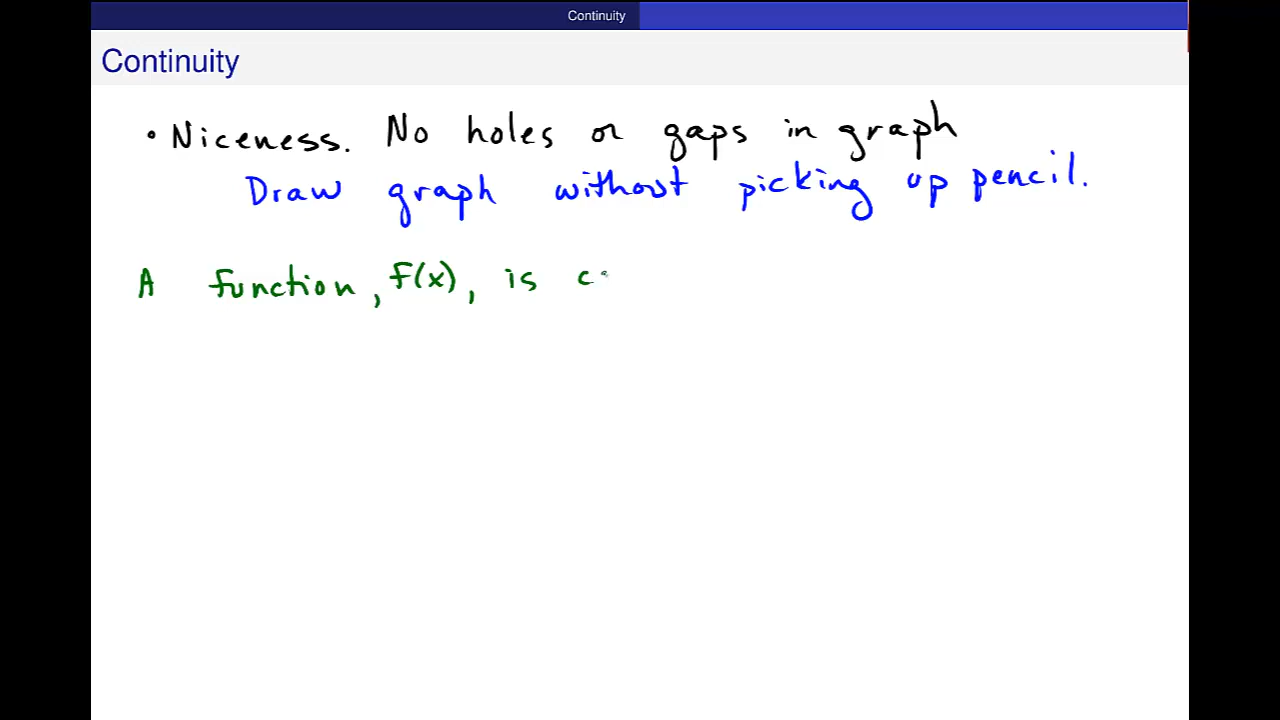 Continuity
Continuity
• Niceness. No holes or gaps in graph
Draw graph without picking up pencil.
A function, f(x), is c